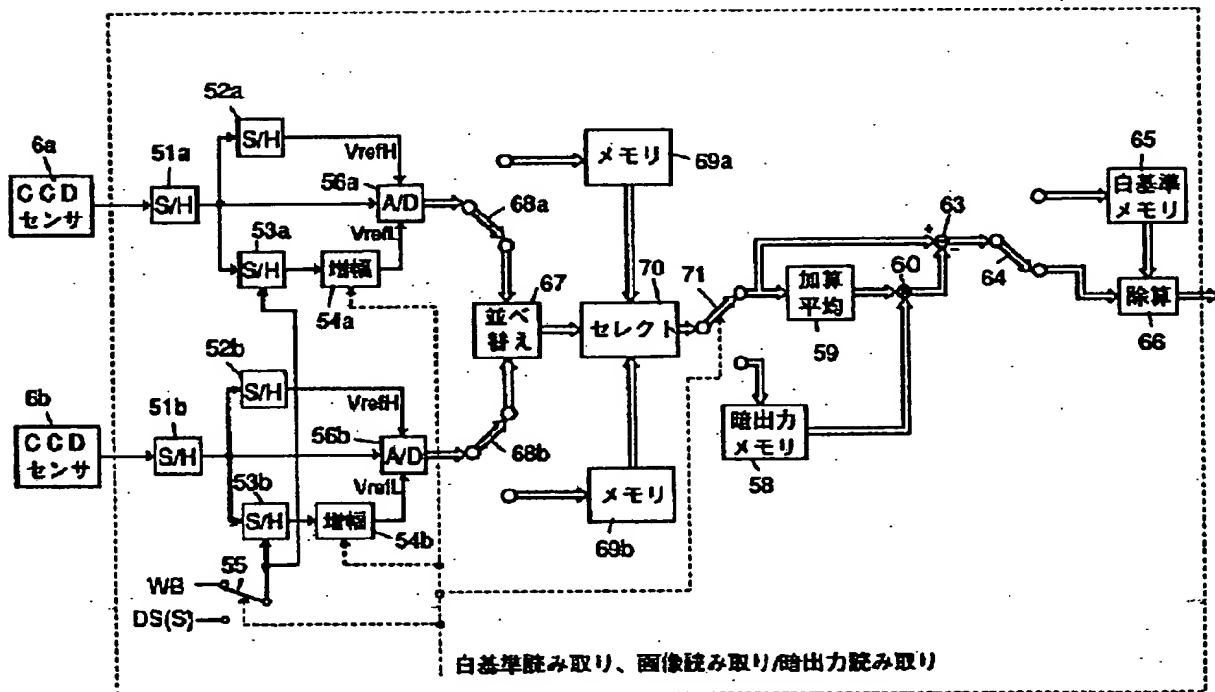 52a
S/H
6a
51a
CCD
センサ
S/H
VrefH
56a
A/D
68a
53a
VrefL
S/H
増幅
54a
メモリ
69a
67
並べ
替え
70
セレクト
71
加算
平均
59
60
63
64
65
白基準
メモリ
除算
66
52b
S/H
6b
51b
CCD
センサ
S/H
VrefH
56b
A/D
68b
53b
VrefL
S/H
増幅
54b
メモリ
69b
暗出力
メモリ
58
+
-
55
WB
DS(S)
白基準読み取り、画像読み取り/暗出力読み取り